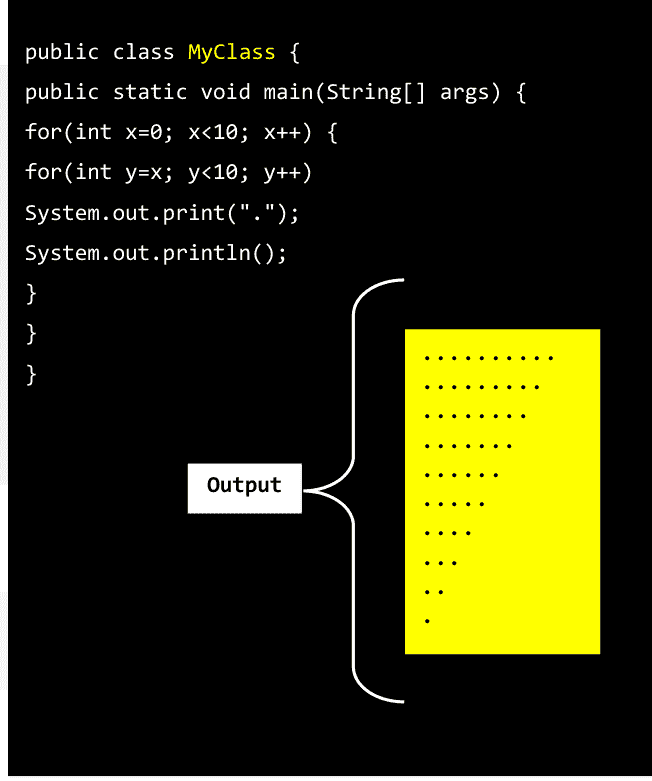 public class MyClass {
public static void main(String[] args) {
for(int x=0; x<10; x++) {
for(int y=x; y<10; y++)
System.out.print(".");
System.out.println();
}
}
}
Output
..........
.........
........
.......
......
.....
....
...
..
.